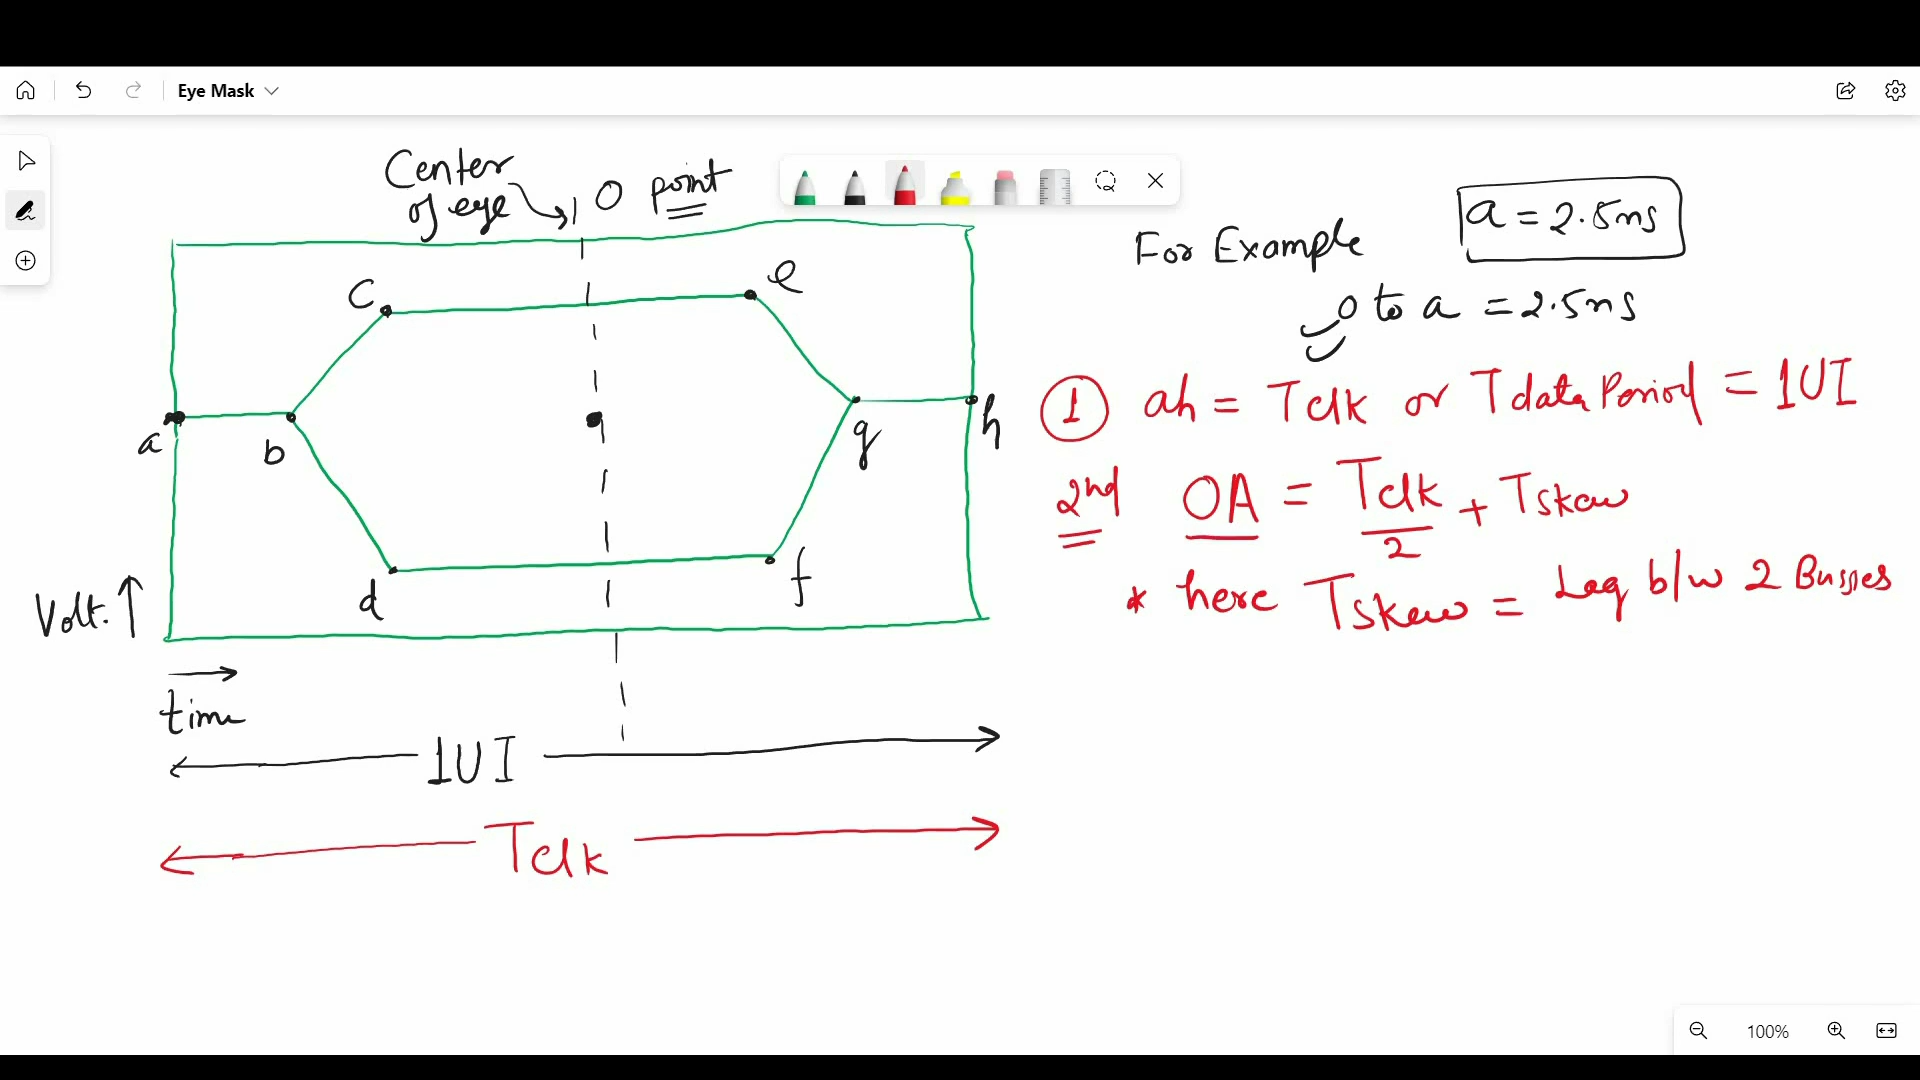 Eye Mask
Center
of eye
0 point
a = 2.5ns
For Example
0 to a = 2.5ns
c
e
a
b
g
h
d
f
① ah = Tclk or Tdata Period = 1UI
2nd OA = Tclk/2 + Tskew
* here Tskew = Lag b/w 2 Busses
Volt.
time
1UI
Tclk
100%